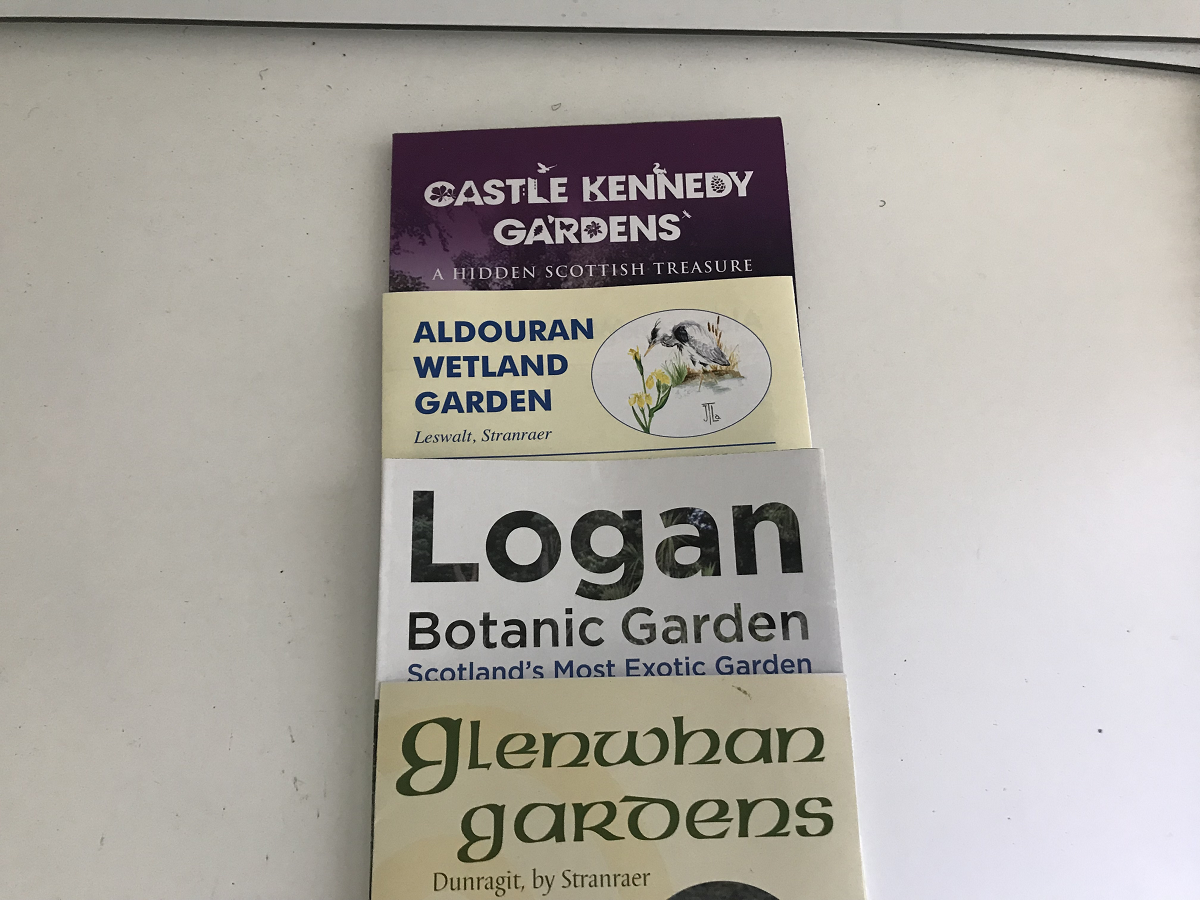 CASTLE KENNEDY
GARDENS
A HIDDEN SCOTTISH TREASURE
ALDOURAN
WETLAND
GARDEN
Leswalt, Stranraer
Logan
Botanic Garden
Scotland's Most Exotic Garden
glenwhan
gardens
Dunragit, by Stranraer